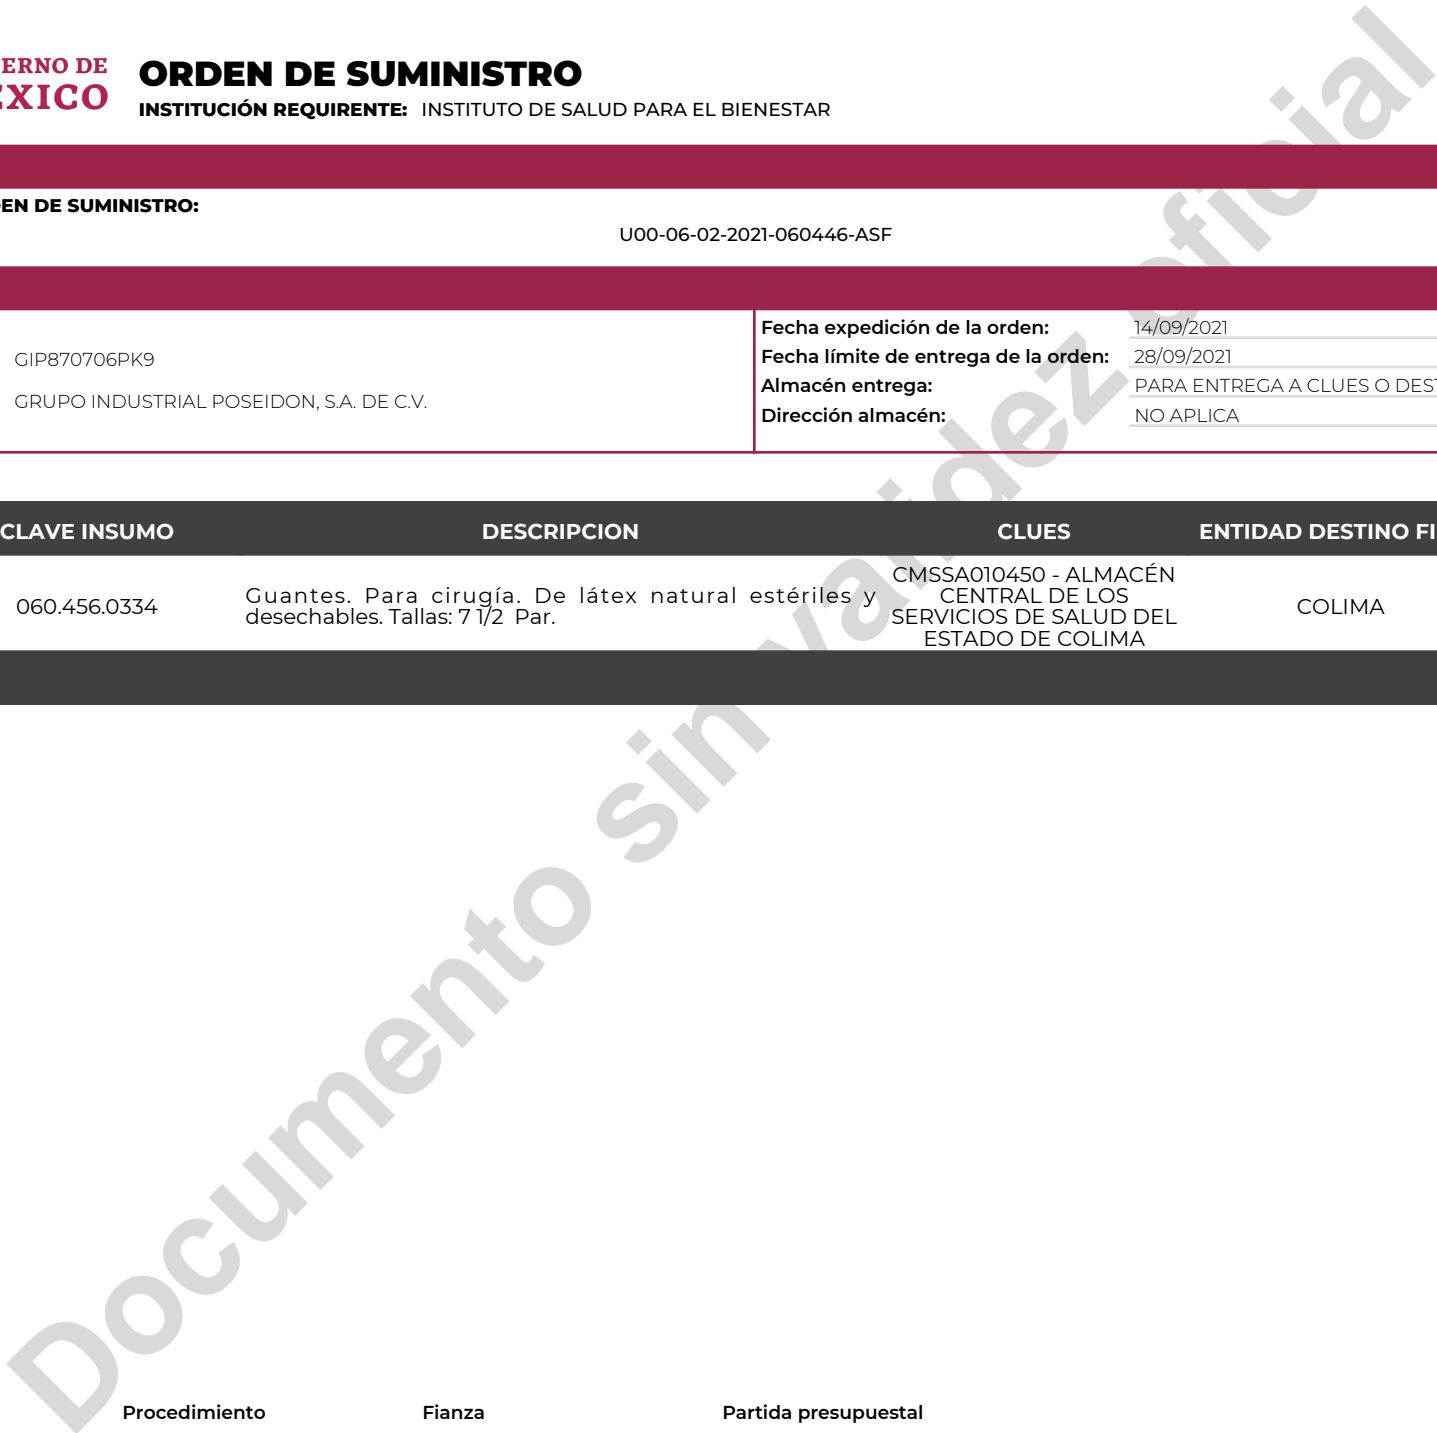 ERNO DE
ÉXICO
ORDEN DE SUMINISTRO
INSTITUCIÓN REQUIRENTE: INSTITUTO DE SALUD PARA EL BIENESTAR
EN DE SUMINISTRO:
U00-06-02-2021-060446-ASF
GIP870706PK9
GRUPO INDUSTRIAL POSEIDON, S.A. DE C.V.
Fecha expedición de la orden: 14/09/2021
Fecha límite de entrega de la orden: 28/09/2021
Almacén entrega: PARA ENTREGA A CLUES O DEST
Dirección almacén: NO APLICA
CLAVE INSUMO DESCRIPCION CLUES ENTIDAD DESTINO FI
060.456.0334
Guantes. Para cirugía. De látex natural estériles y
desechables. Tallas: 7 1/2 Par.
CMSSA010450 - ALMACÉN
CENTRAL DE LOS
SERVICIOS DE SALUD DEL
ESTADO DE COLIMA
COLIMA
Documento sin validez oficial
Procedimiento Fianza Partida presupuestal